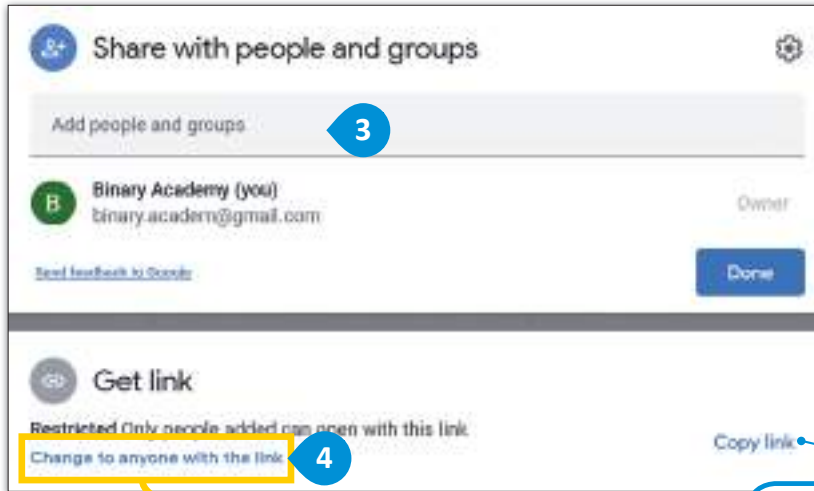 Share with people and groups
Add people and groups
3
B
Binary Academy (you)
binary.academ@gmail.com
Owner
Send feedback to Google
Done
Get link
Restricted Only people added can open with this link
Change to anyone with the link
4
Copy link